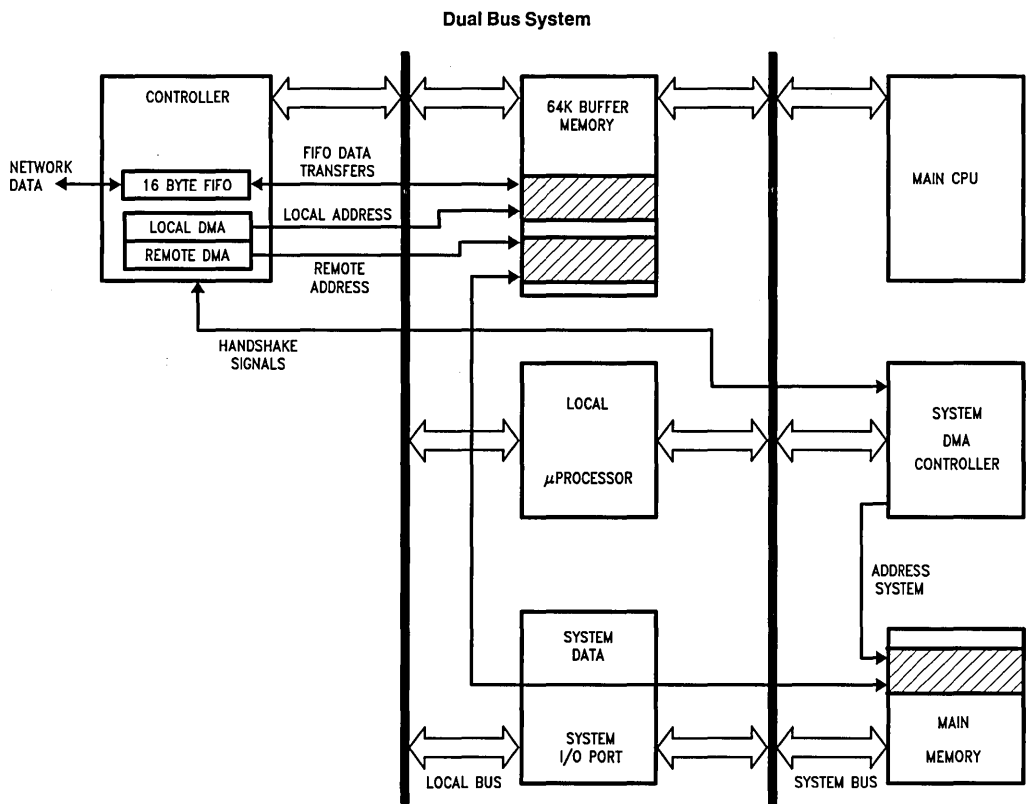 Dual Bus System
CONTROLLER
NETWORK
DATA
16 BYTE FIFO
LOCAL DMA
REMOTE DMA
FIFO DATA
TRANSFERS
LOCAL ADDRESS
REMOTE
ADDRESS
64K BUFFER
MEMORY
MAIN CPU
HANDSHAKE
SIGNALS
LOCAL
μPROCESSOR
SYSTEM
DMA
CONTROLLER
ADDRESS
SYSTEM
SYSTEM
DATA
SYSTEM
I/O PORT
MAIN
MEMORY
LOCAL BUS
SYSTEM BUS